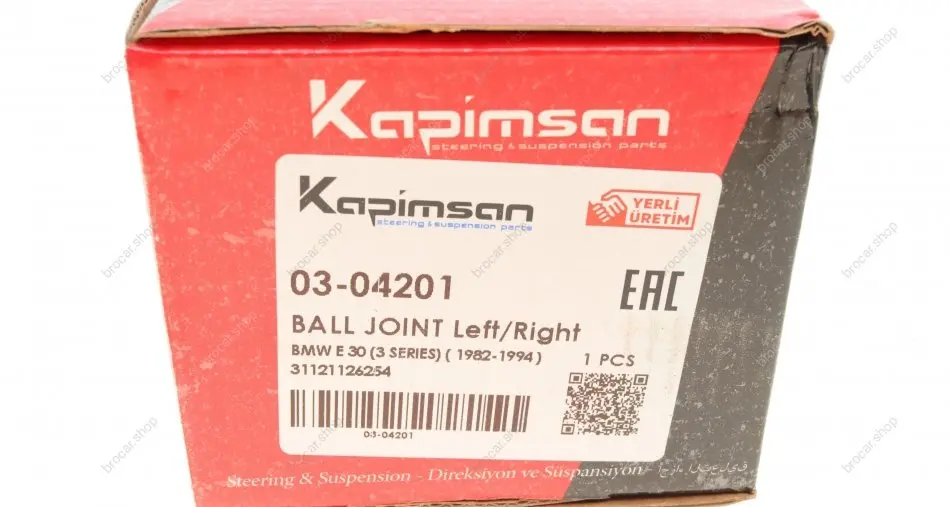 Kapimsan
steering & suspension parts
Kapimsan
steering & suspension parts
YERLİ
ÜRETİM
03-04201
EAC
BALL JOINT Left/Right
BMW E 30 (3 SERIES) ( 1982-1994 )
1 PCS
31121126254
03-04201
Steering & Suspension - Direksiyon ve Süspansiyon -
brocar.shop